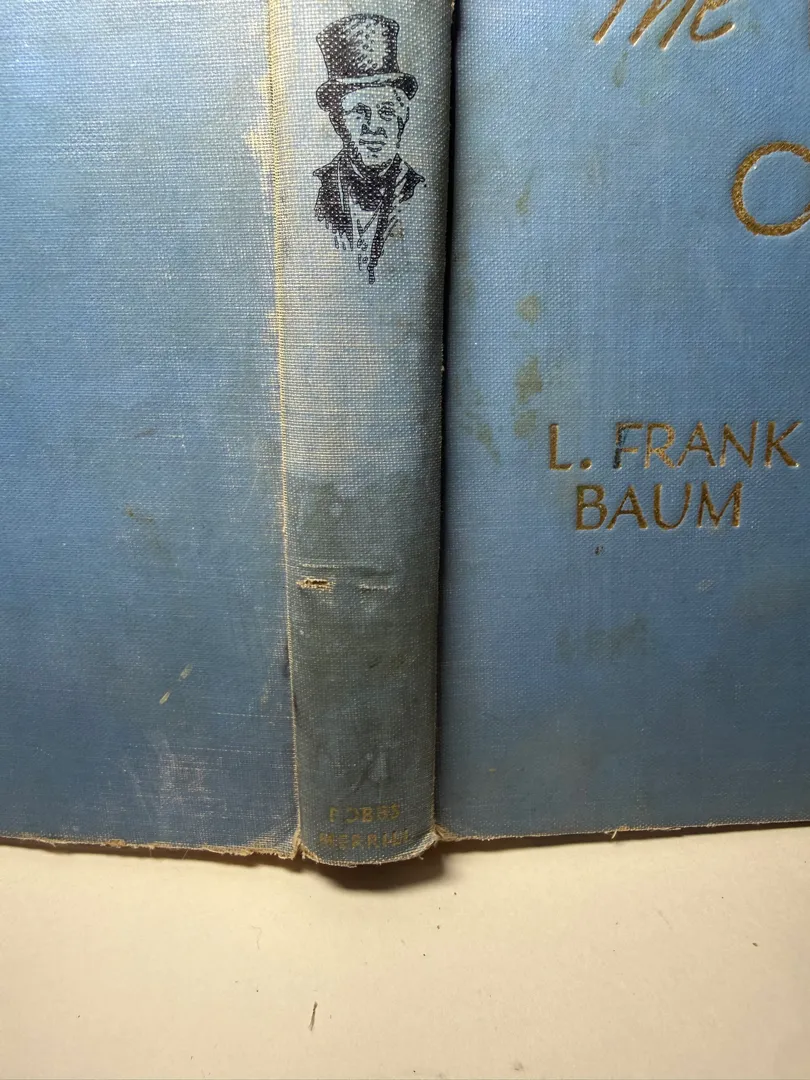 The
O
L. FRANK
BAUM
BOBBS
MERRILL